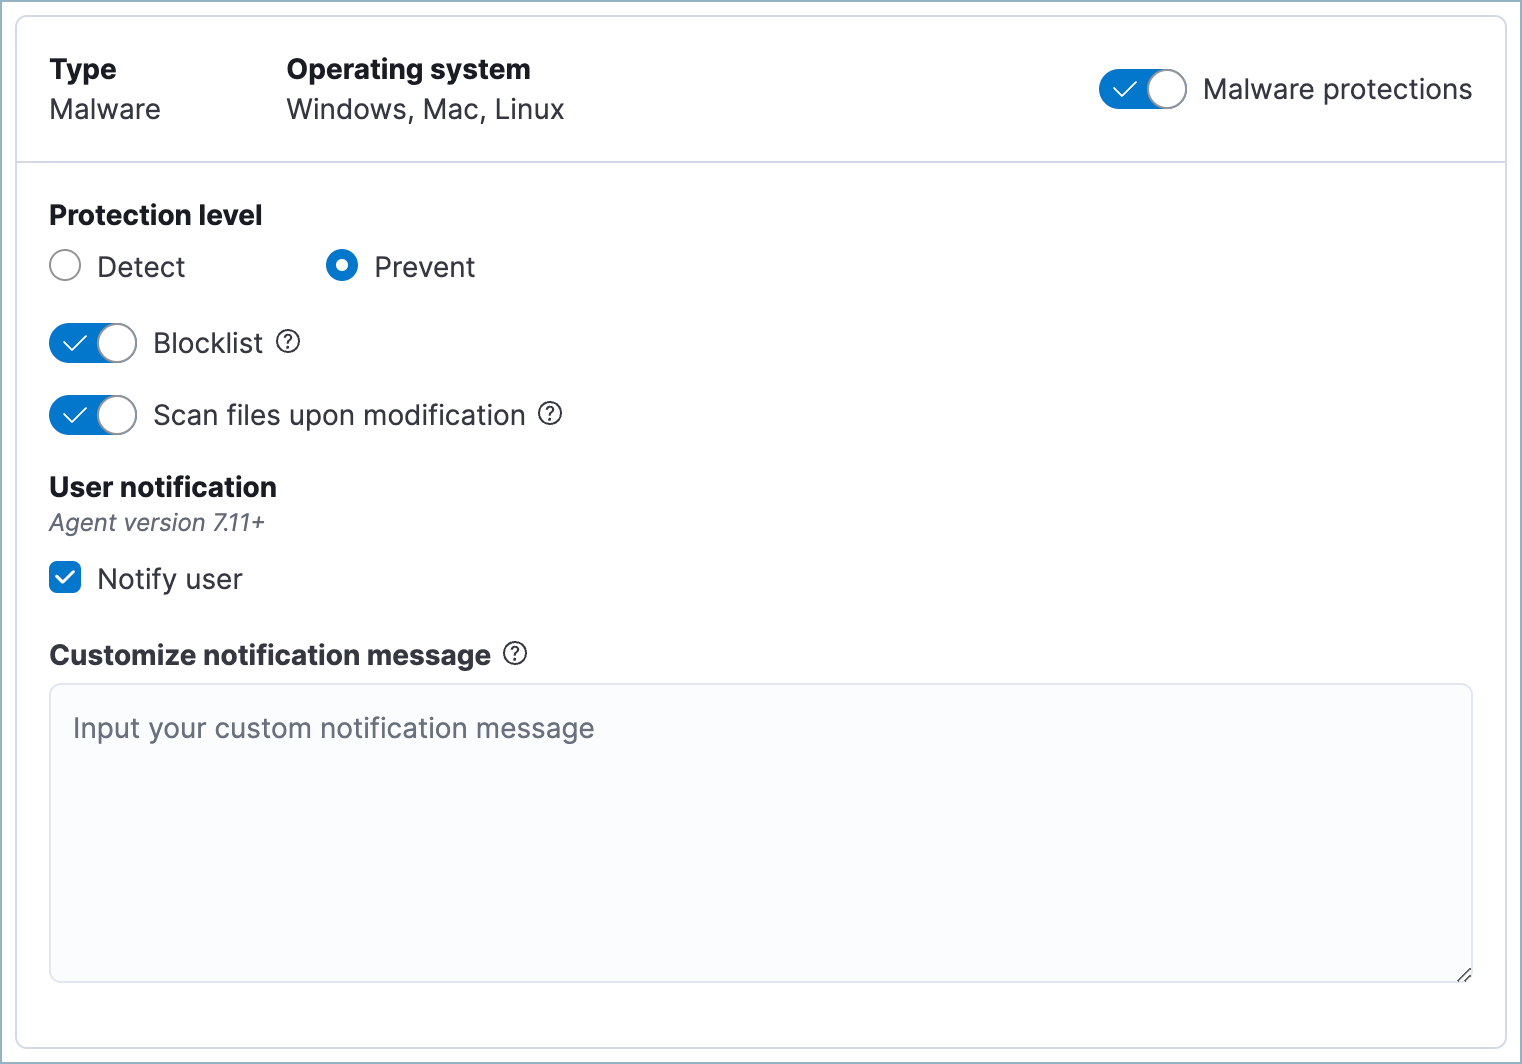 Type
Malware
Operating system
Windows, Mac, Linux
Malware protections
Protection level
Detect
Prevent
Blocklist
Scan files upon modification
User notification
Agent version 7.11+
Notify user
Customize notification message
Input your custom notification message